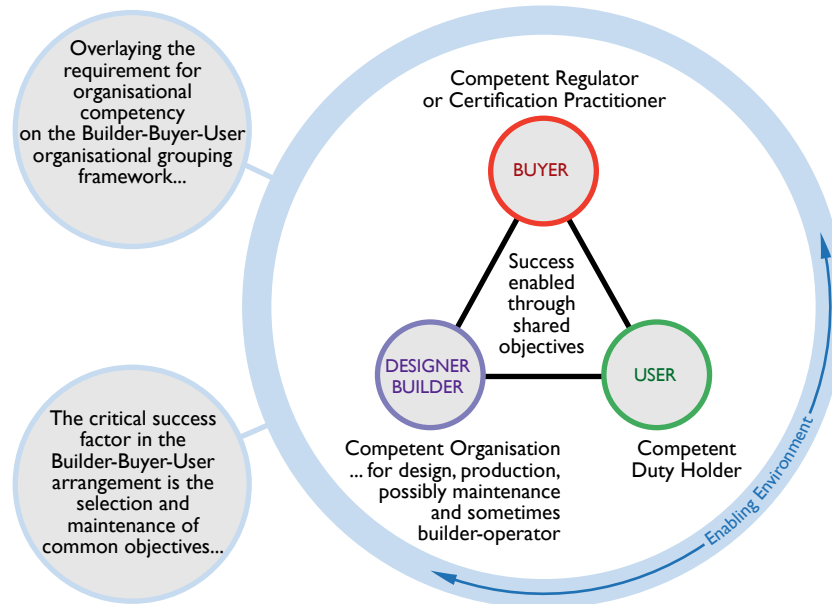 Overlaying the
requirement for
organisational
competency
on the Builder-Buyer-User
organisational grouping
framework...
Competent Regulator
or Certification Practitioner
BUYER
Success
enabled
through
shared
objectives
DESIGNER
BUILDER
USER
The critical success
factor in the
Builder-Buyer-User
arrangement is the
selection and
maintenance of
common objectives...
Competent Organisation
... for design, production,
possibly maintenance
and sometimes
builder-operator
Competent
Duty Holder
Enabling Environment